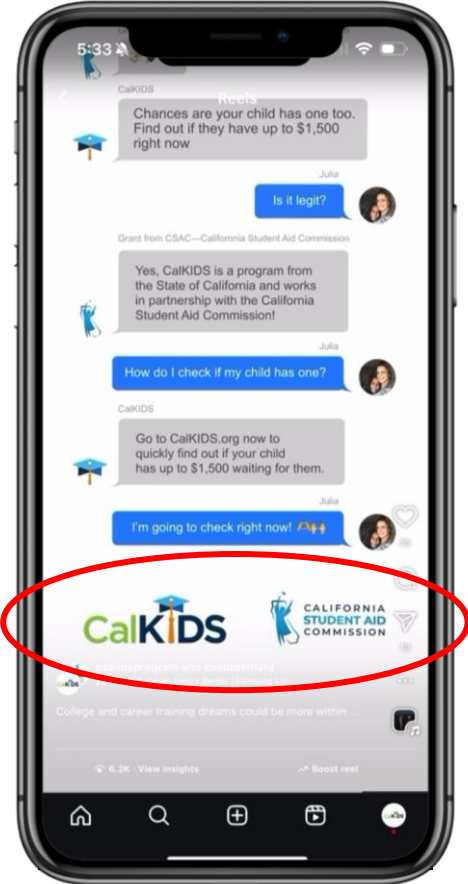 5:33
CalKIDS
Reels
Chances are your child has one too.
Find out if they have up to $1,500
right now
Julia
Is it legit?
Grant from CSAC—California Student Aid Commission
Yes, CalKIDS is a program from
the State of California and works
in partnership with the California
Student Aid Commission!
Julia
How do I check if my child has one?
CalKIDS
Go to CalKIDS.org now to
quickly find out if your child
has up to $1,500 waiting for them.
Julia
I'm going to check right now!
CalKIDS
CALIFORNIA
STUDENT AID
COMMISSION
calkidsprogram and castudentaid
College and career training dreams could be more within ...
6.2K · View insights
Boost reel
CalKIDS